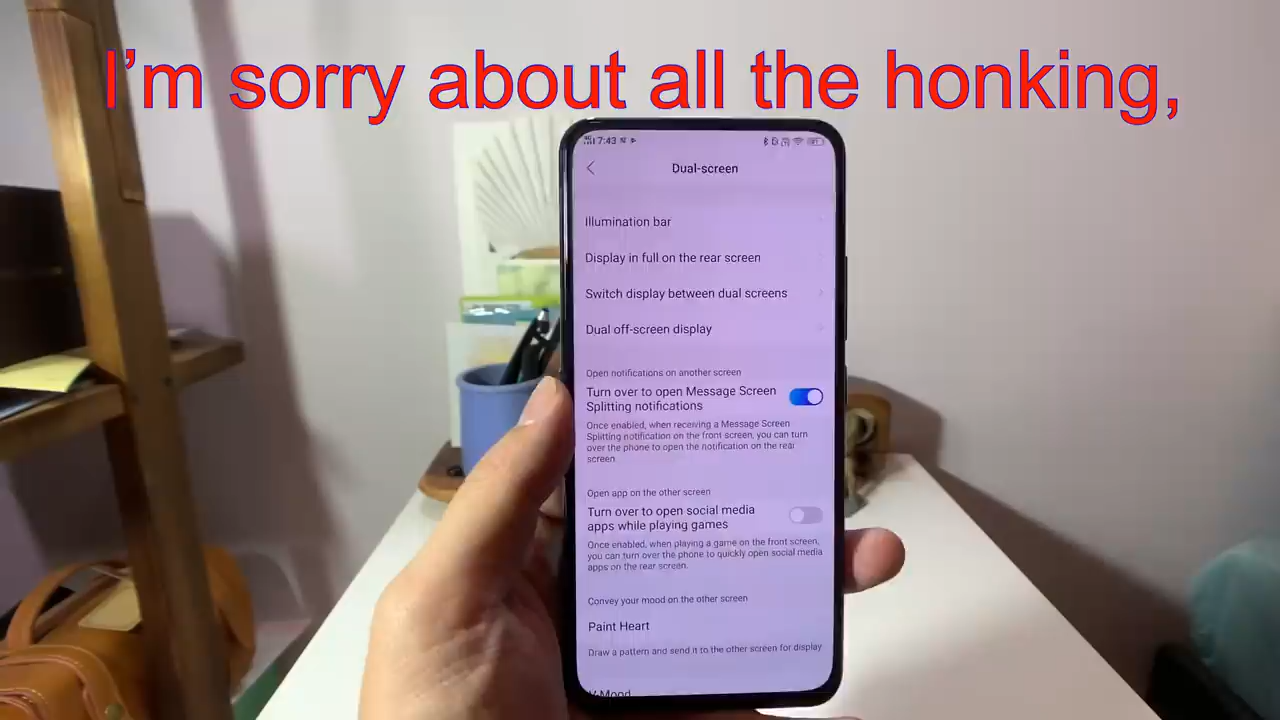 I'm sorry about all the honking,
7:43
Dual-screen
Illumination bar
Display in full on the rear screen
Switch display between dual screens
Dual off-screen display
Open notifications on another screen
Turn over to open Message Screen
Splitting notifications
Once enabled, when receiving a Message Screen
Splitting notification on the front screen, you can turn
over the phone to open the notification on the rear
screen.
Open app on the other screen
Turn over to open social media
apps while playing games
Once enabled, when playing a game on the front screen,
you can turn over the phone to quickly open social media
apps on the rear screen.
Convey your mood on the other screen
Paint Heart
Draw a pattern and send it to the other screen for display
V-Mood